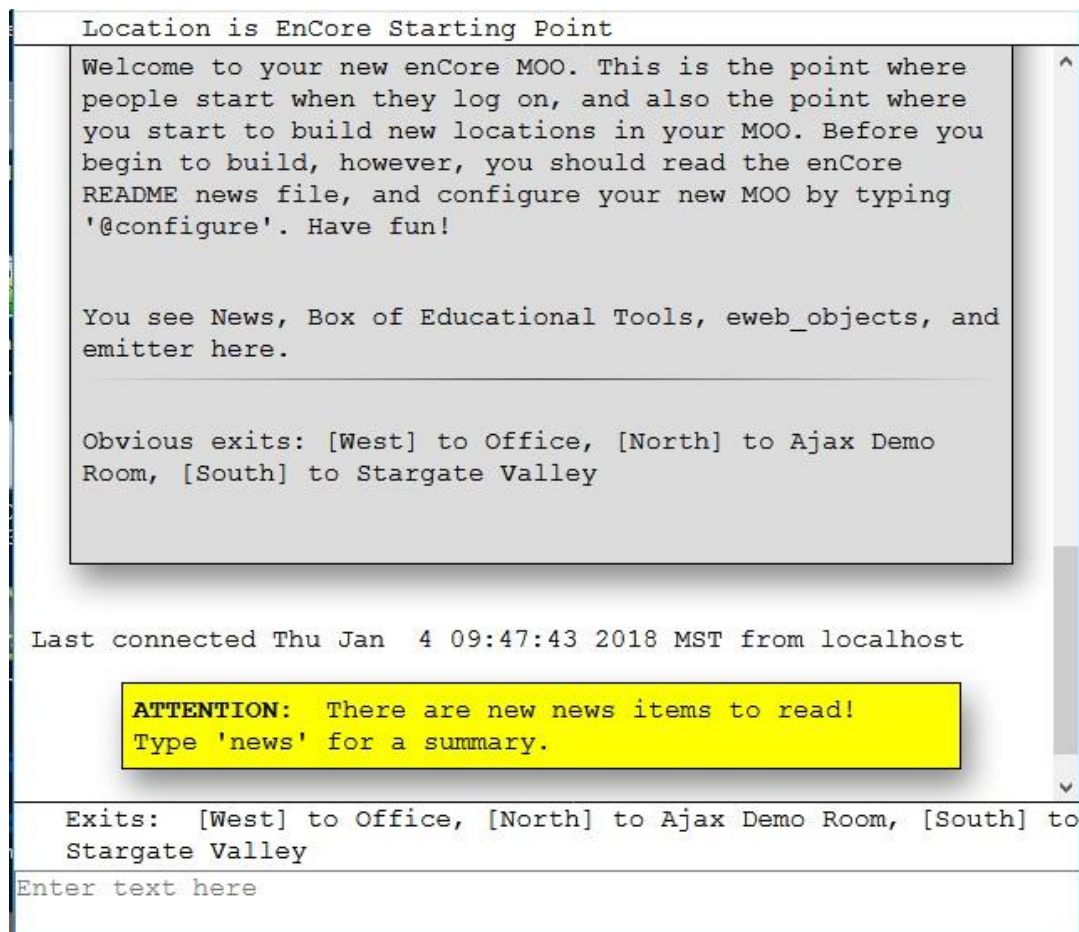 Location is EnCore Starting Point
Welcome to your new enCore MOO. This is the point where
people start when they log on, and also the point where
you start to build new locations in your MOO. Before you
begin to build, however, you should read the enCore
README news file, and configure your new MOO by typing
'@configure'. Have fun!
You see News, Box of Educational Tools, eweb_objects, and
emitter here.
Obvious exits: [West] to Office, [North] to Ajax Demo
Room, [South] to Stargate Valley
Last connected Thu Jan  4 09:47:43 2018 MST from localhost
ATTENTION:  There are new news items to read!
Type 'news' for a summary.
Exits:  [West] to Office, [North] to Ajax Demo Room, [South] to
Stargate Valley
Enter text here